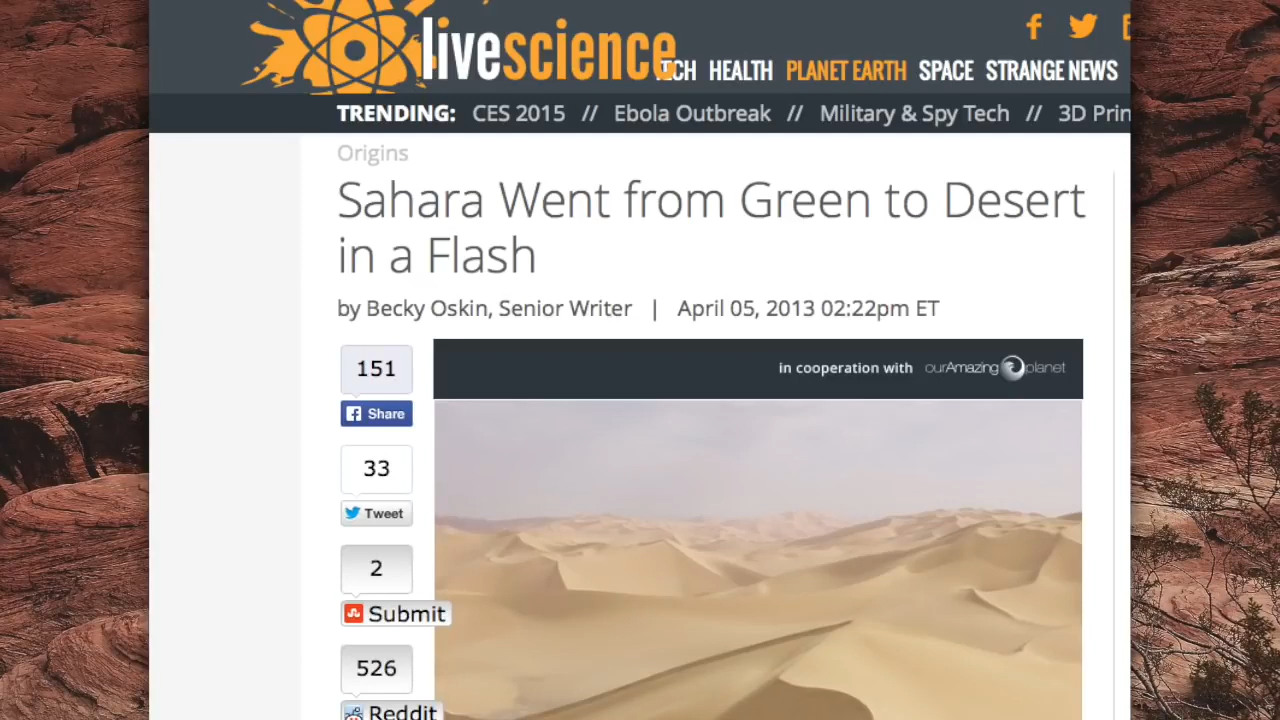 livescience
TECH HEALTH PLANET EARTH SPACE STRANGE NEWS
TRENDING: CES 2015 // Ebola Outbreak // Military & Spy Tech // 3D Prin
Origins
Sahara Went from Green to Desert
in a Flash
by Becky Oskin, Senior Writer | April 05, 2013 02:22pm ET
in cooperation with ourAmazing planet
151
Share
33
Tweet
2
Submit
526
Reddit